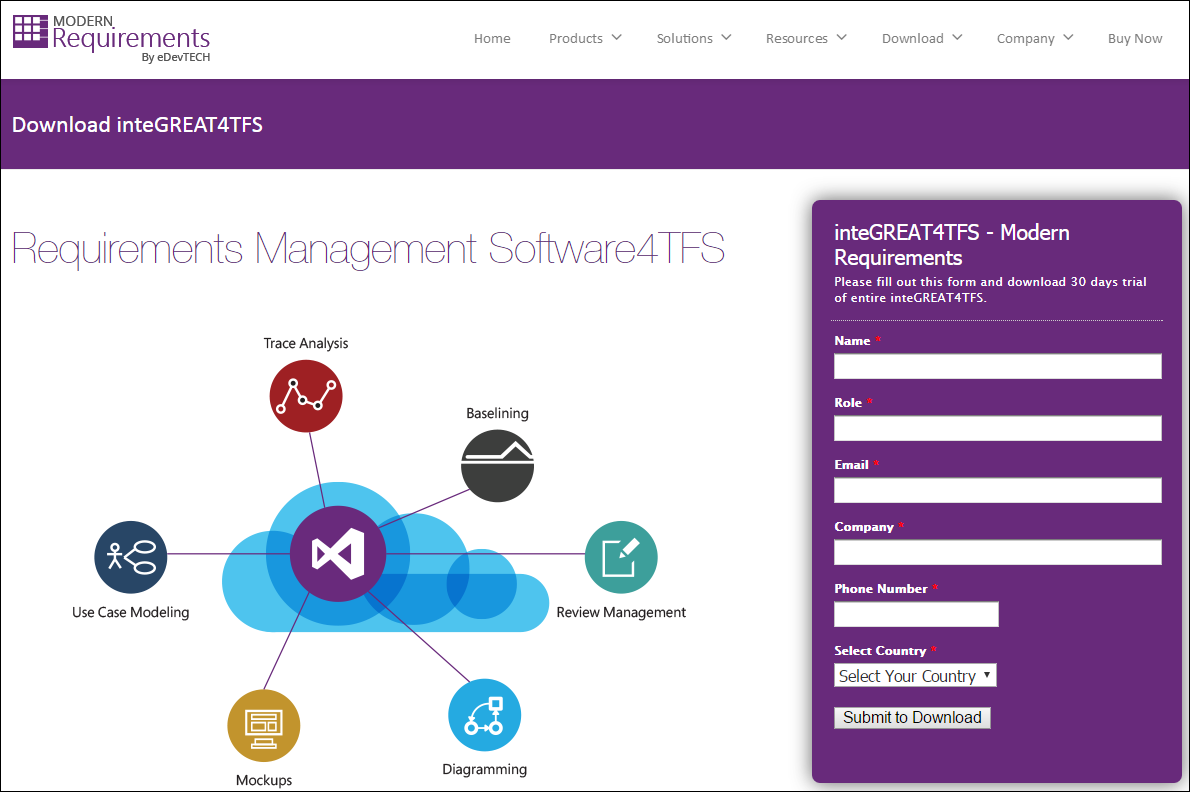 MODERN
Requirements
By eDevTECH
Home
Products
Solutions
Resources
Download
Company
Buy Now
Download inteGREAT4TFS
Requirements Management Software4TFS
Trace Analysis
Baselining
Use Case Modeling
Review Management
Mockups
Diagramming
inteGREAT4TFS - Modern
Requirements
Please fill out this form and download 30 days trial
of entire inteGREAT4TFS.
Name *
Role *
Email *
Company *
Phone Number *
Select Country *
Select Your Country
Submit to Download